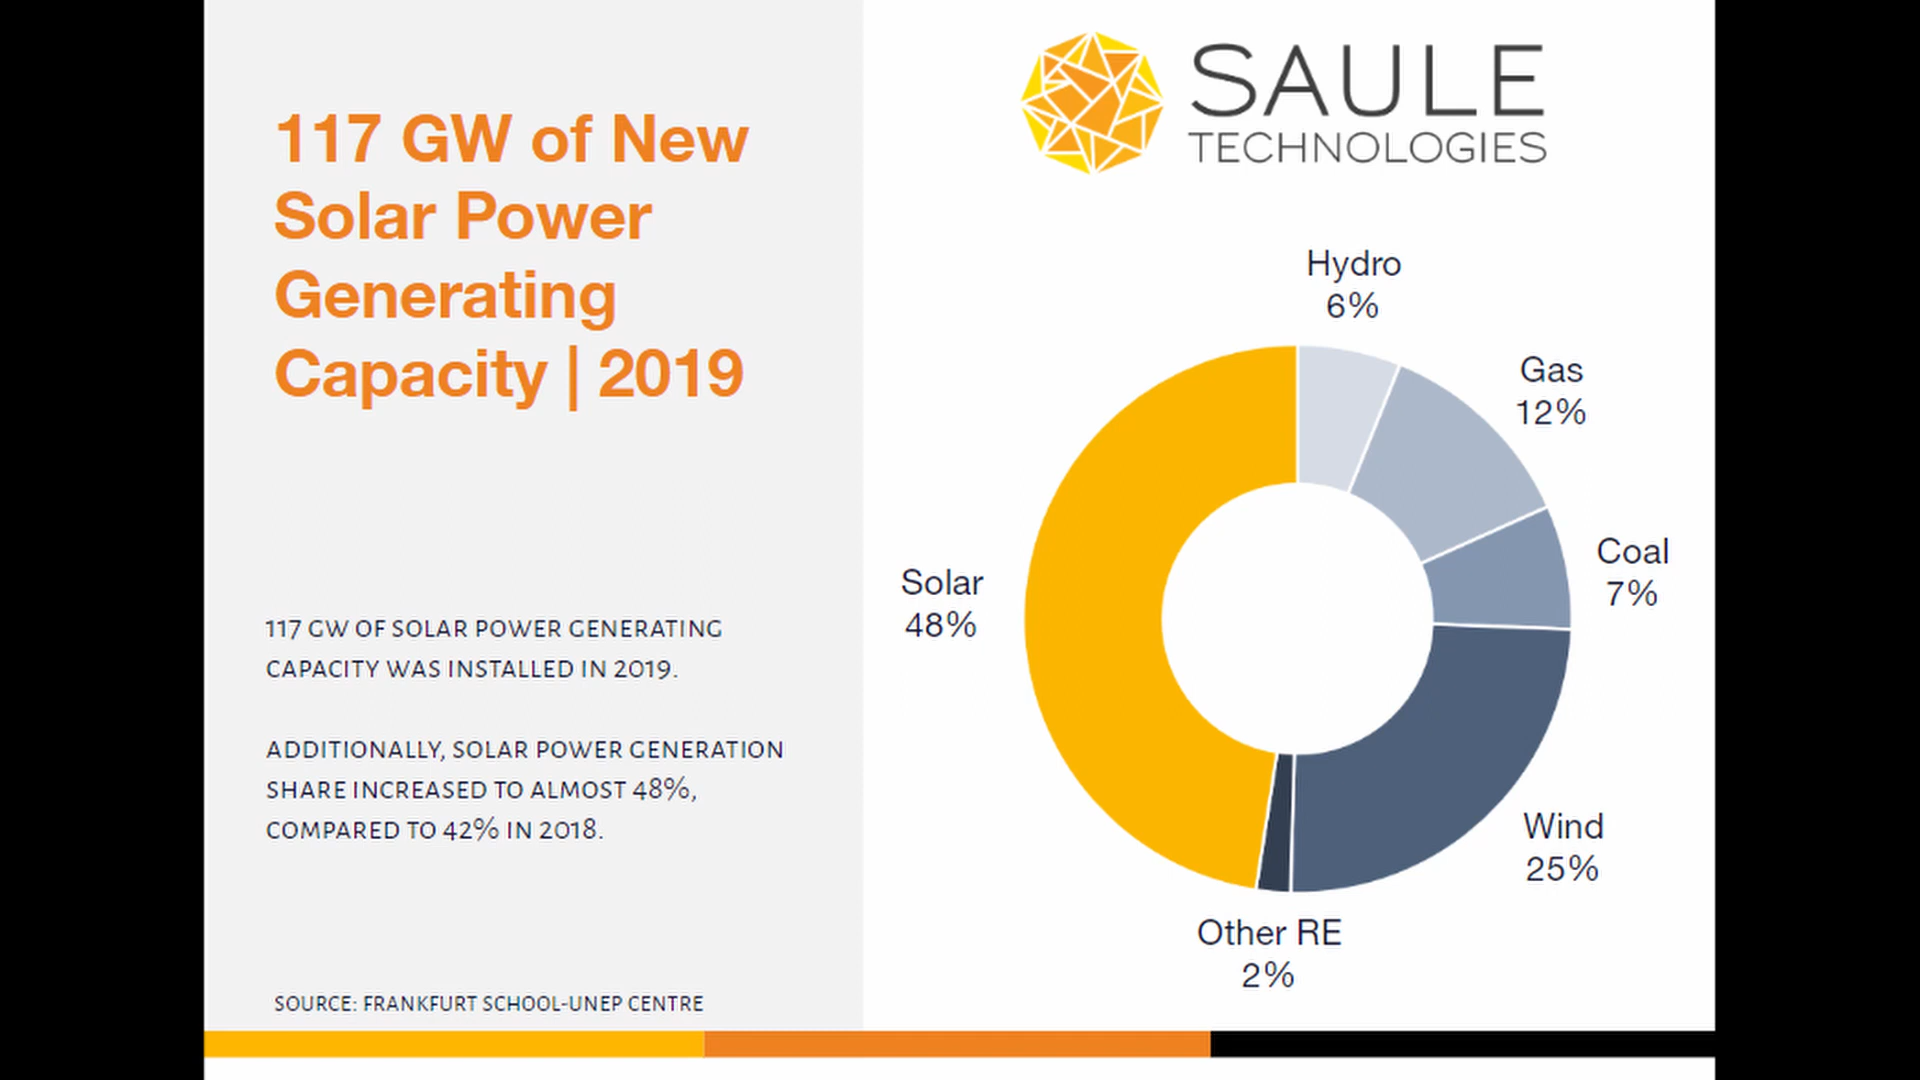 117 GW of New
Solar Power
Generating
Capacity | 2019
117 GW OF SOLAR POWER GENERATING
CAPACITY WAS INSTALLED IN 2019.
ADDITIONALLY, SOLAR POWER GENERATION
SHARE INCREASED TO ALMOST 48%,
COMPARED TO 42% IN 2018.
SOURCE: FRANKFURT SCHOOL-UNEP CENTRE
SAULE
TECHNOLOGIES
Hydro
6%
Gas
12%
Coal
7%
Solar
48%
Wind
25%
Other RE
2%